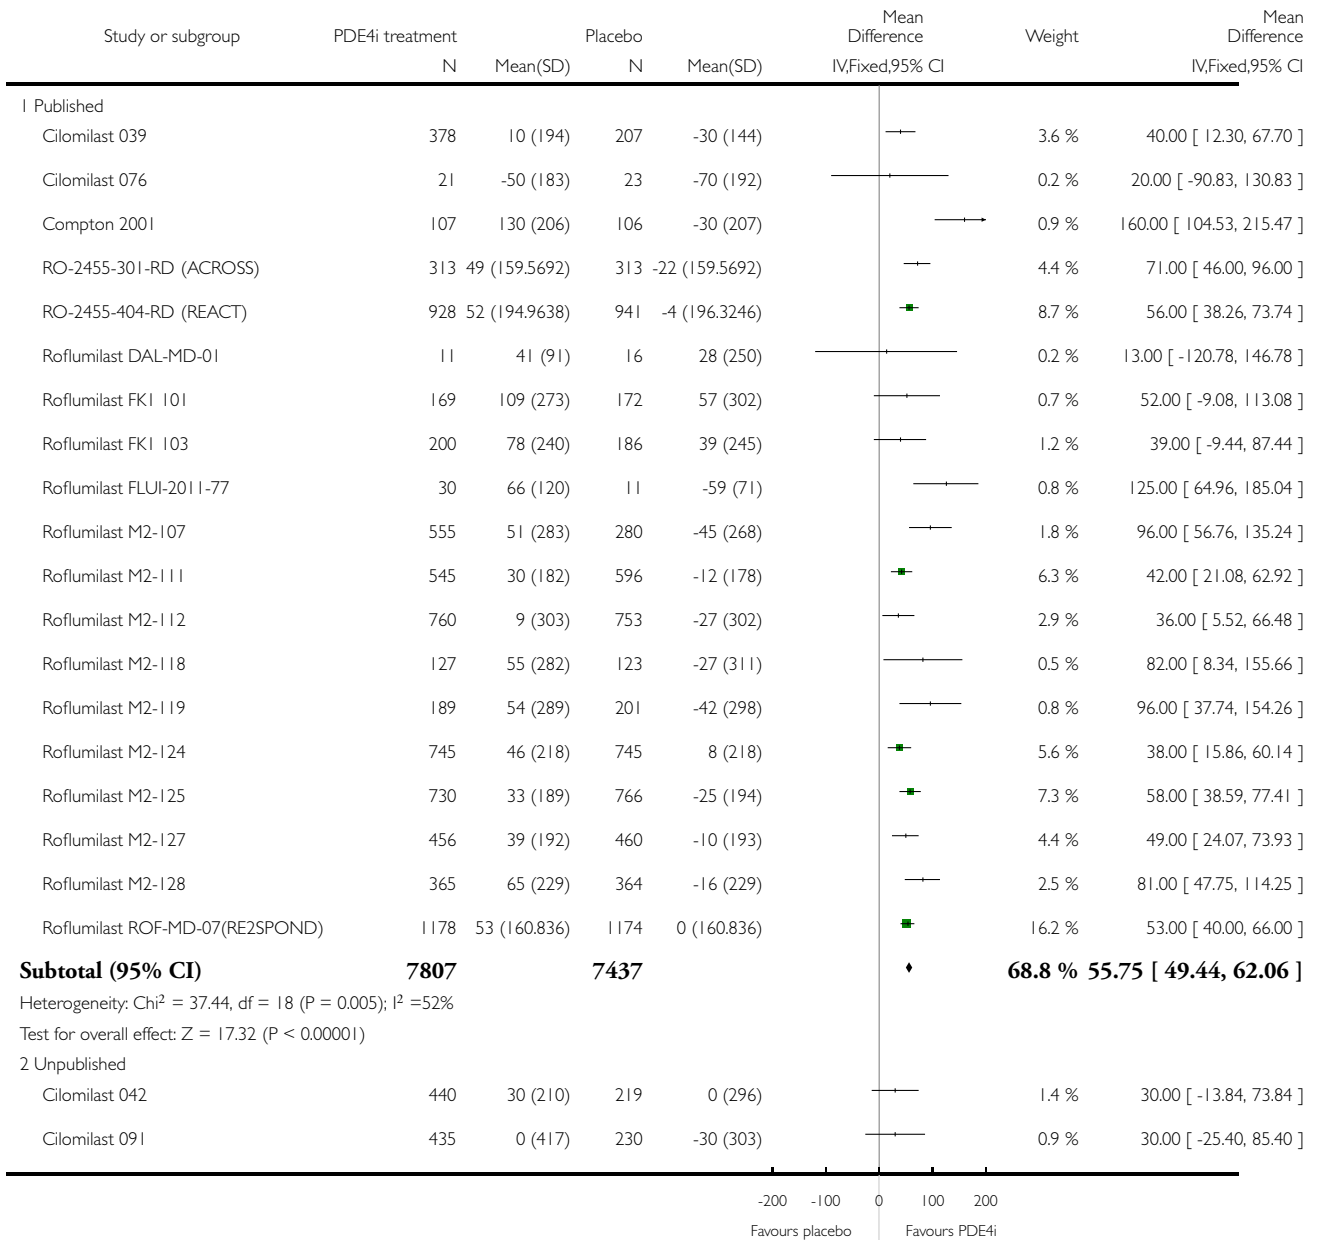 Study or subgroup PDE4i treatment Placebo Mean Difference Weight Mean Difference
N Mean(SD) N Mean(SD) IV,Fixed,95% CI IV,Fixed,95% CI
1 Published
Cilomilast 039 378 10 (194) 207 -30 (144) 3.6 % 40.00 [ 12.30, 67.70 ]
Cilomilast 076 21 -50 (183) 23 -70 (192) 0.2 % 20.00 [ -90.83, 130.83 ]
Compton 2001 107 130 (206) 106 -30 (207) 0.9 % 160.00 [ 104.53, 215.47 ]
RO-2455-301-RD (ACROSS) 313 49 (159.5692) 313 -22 (159.5692) 4.4 % 71.00 [ 46.00, 96.00 ]
RO-2455-404-RD (REACT) 928 52 (194.9638) 941 -4 (196.3246) 8.7 % 56.00 [ 38.26, 73.74 ]
Roflumilast DAL-MD-01 11 41 (91) 16 28 (250) 0.2 % 13.00 [ -120.78, 146.78 ]
Roflumilast FK1 101 169 109 (273) 172 57 (302) 0.7 % 52.00 [ -9.08, 113.08 ]
Roflumilast FK1 103 200 78 (240) 186 39 (245) 1.2 % 39.00 [ -9.44, 87.44 ]
Roflumilast FLUI-2011-77 30 66 (120) 11 -59 (71) 0.8 % 125.00 [ 64.96, 185.04 ]
Roflumilast M2-107 555 51 (283) 280 -45 (268) 1.8 % 96.00 [ 56.76, 135.24 ]
Roflumilast M2-111 545 30 (182) 596 -12 (178) 6.3 % 42.00 [ 21.08, 62.92 ]
Roflumilast M2-112 760 9 (303) 753 -27 (302) 2.9 % 36.00 [ 5.52, 66.48 ]
Roflumilast M2-118 127 55 (282) 123 -27 (311) 0.5 % 82.00 [ 8.34, 155.66 ]
Roflumilast M2-119 189 54 (289) 201 -42 (298) 0.8 % 96.00 [ 37.74, 154.26 ]
Roflumilast M2-124 745 46 (218) 745 8 (218) 5.6 % 38.00 [ 15.86, 60.14 ]
Roflumilast M2-125 730 33 (189) 766 -25 (194) 7.3 % 58.00 [ 38.59, 77.41 ]
Roflumilast M2-127 456 39 (192) 460 -10 (193) 4.4 % 49.00 [ 24.07, 73.93 ]
Roflumilast M2-128 365 65 (229) 364 -16 (229) 2.5 % 81.00 [ 47.75, 114.25 ]
Roflumilast ROF-MD-07(RE2SPOND) 1178 53 (160.836) 1174 0 (160.836) 16.2 % 53.00 [ 40.00, 66.00 ]
Subtotal (95% CI) 7807 7437 68.8 % 55.75 [ 49.44, 62.06 ]
Heterogeneity: Chi² = 37.44, df = 18 (P = 0.005); I² =52%
Test for overall effect: Z = 17.32 (P < 0.00001)
2 Unpublished
Cilomilast 042 440 30 (210) 219 0 (296) 1.4 % 30.00 [ -13.84, 73.84 ]
Cilomilast 091 435 0 (417) 230 -30 (303) 0.9 % 30.00 [ -25.40, 85.40 ]
-200 -100 0 100 200
Favours placebo Favours PDE4i